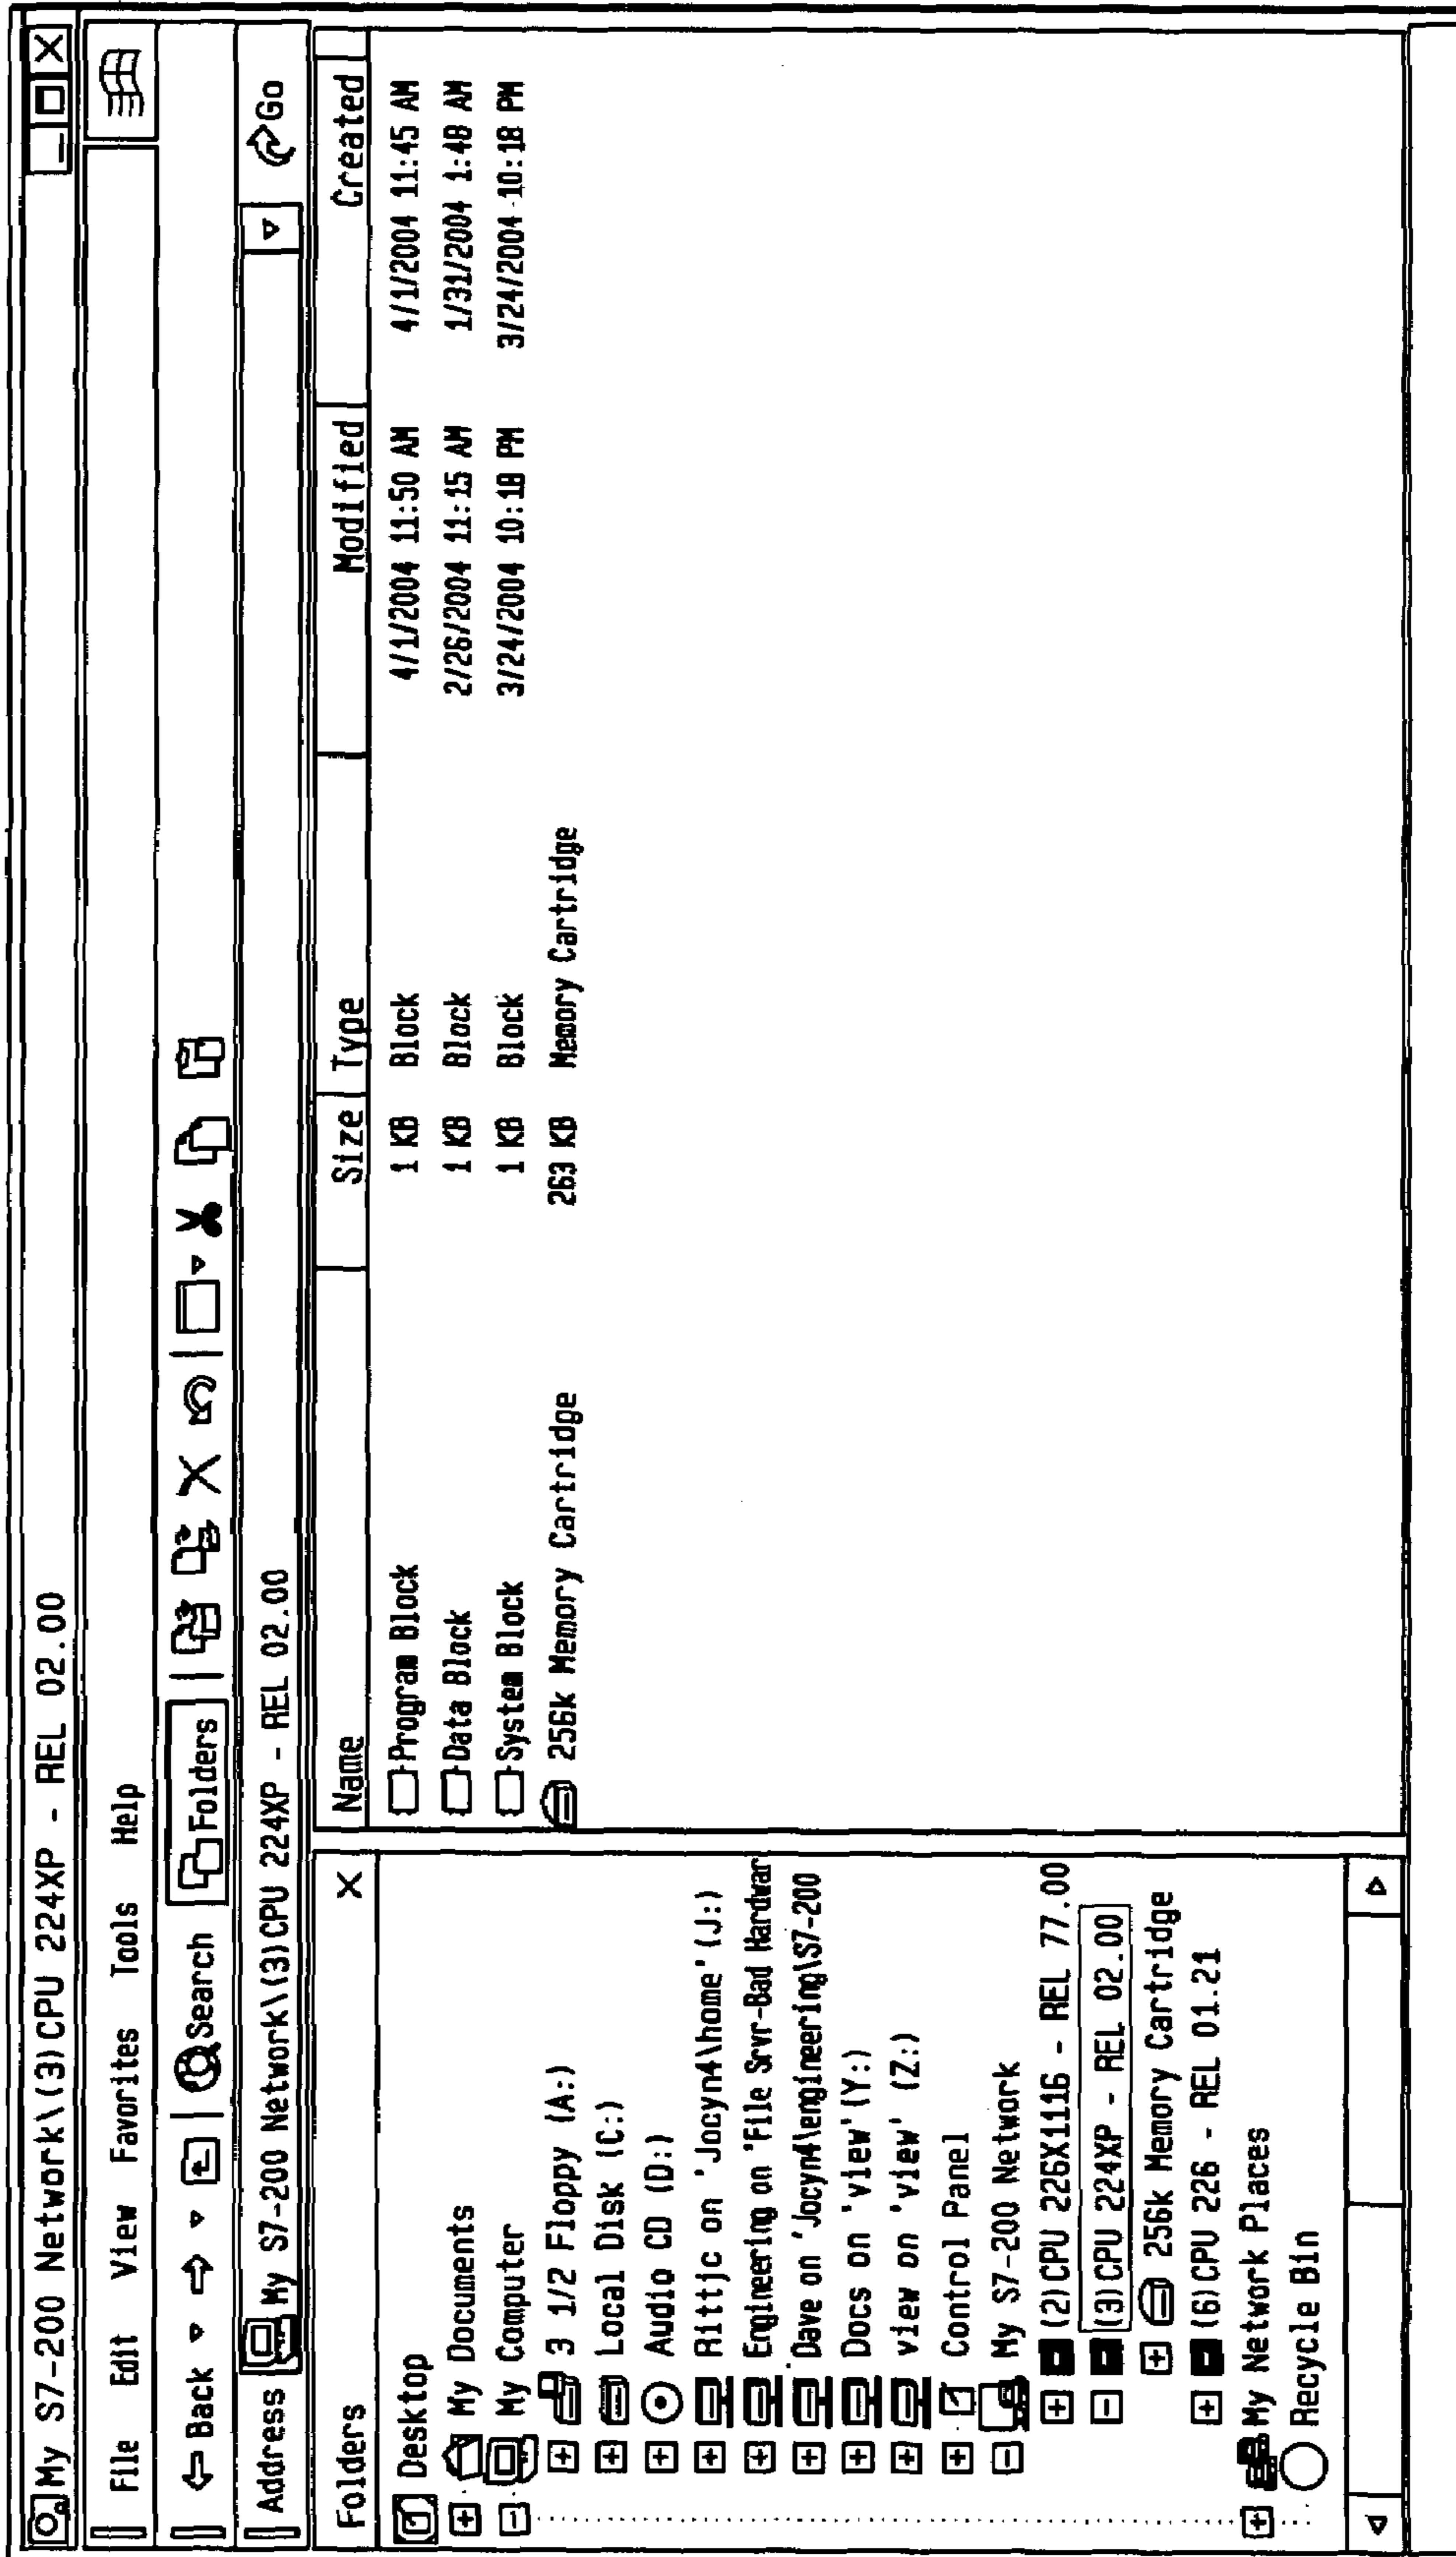 My S7-200 Network\(3)CPU 224XP - REL 02.00
File Edit View Favorites Tools Help
Back Search Folders
Address My S7-200 Network\(3)CPU 224XP - REL 02.00 Go
Folders X
Desktop
My Documents
My Computer
3 1/2 Floppy (A:)
Local Disk (C:)
Audio CD (D:)
Rittjc on 'Jocyn4\home'(J:)
Engineering on 'File Srvr-Bad Hardwar
Dave on 'Jocyn4\engineering\S7-200
Docs on 'view'(Y:)
view on 'view' (Z:)
Control Panel
My S7-200 Network
(2)CPU 226X1116 - REL 77.00
(3)CPU 224XP - REL 02.00
256k Memory Cartridge
(6)CPU 226 - REL 01.21
My Network Places
Recycle Bin
Name Size Type Modified Created
Program Block 1 KB Block 4/1/2004 11:50 AM 4/1/2004 11:45 AM
Data Block 1 KB Block 2/26/2004 11:15 AM 1/31/2004 1:48 AM
System Block 1 KB Block 3/24/2004 10:18 PM 3/24/2004 10:18 PM
256k Memory Cartridge 263 KB Memory Cartridge